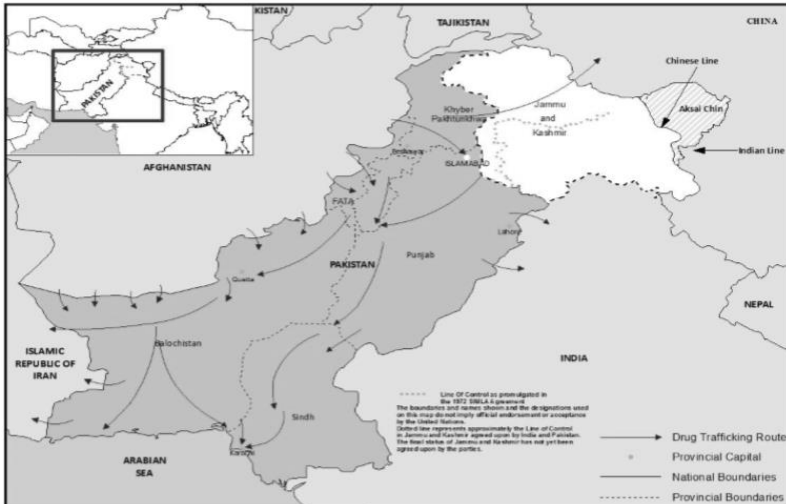 KISTAN
TAJIKISTAN
CHINA
PAKISTAN
Chinese Line
Khyber
Pakhtunkhwa
Jammu
and
Kashmir
Aksai Chin
ISLAMABAD
Indian Line
AFGHANISTAN
FATA
Lahore
PAKISTAN
Punjab
Quetta
NEPAL
ISLAMIC
REPUBLIC OF
IRAN
Balochistan
INDIA
Sindh
Karachi
ARABIAN
SEA
Line Of Control as promulgated in
the 1972 SIMLA Agreement
The boundaries and names shown and the designations used
on this map do not imply official endorsement or acceptance
by the United Nations.
Dotted line represents approximately the Line of Control
in Jammu and Kashmir agreed upon by India and Pakistan.
The final status of Jammu and Kashmir has not yet been
agreed upon by the parties.
Drug Trafficking Route
Provincial Capital
National Boundaries
Provincial Boundaries